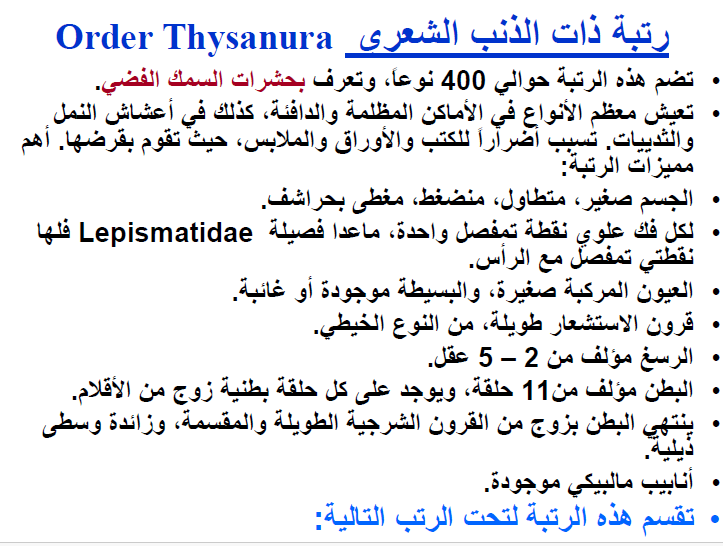 رتبة ذات الذنب الشعري Order Thysanura
• تضم هذه الرتبة حوالي 400 نوعاً، وتعرف بحشرات السمك الفضي.
• تعيش معظم الأنواع في الأماكن المظلمة والدافئة، كذلك في أعشاش النمل
والثدييات. تسبب أضراراً للكتب والأوراق والملابس، حيث تقوم بقرضها. أهم
مميزات الرتبة:
• الجسم صغير، متطاول، منضغط، مغطى بحراشف.
• لكل فك علوي نقطة تمفصل واحدة، ماعدا فصيلة Lepismatidae فلها
نقطتي تمفصل مع الرأس.
• العيون المركبة صغيرة، والبسيطة موجودة أو غائبة.
• قرون الاستشعار طويلة، من النوع الخيطي.
• الرسغ مؤلف من 2 – 5 عقل.
• البطن مؤلف من11 حلقة، ويوجد على كل حلقة بطنية زوج من الأقلام.
• ينتهي البطن بزوج من القرون الشرجية الطويلة والمقسمة، وزائدة وسطى
ذيلية.
• أنابيب مالبيكي موجودة.
• تقسم هذه الرتبة لتحت الرتب التالية: